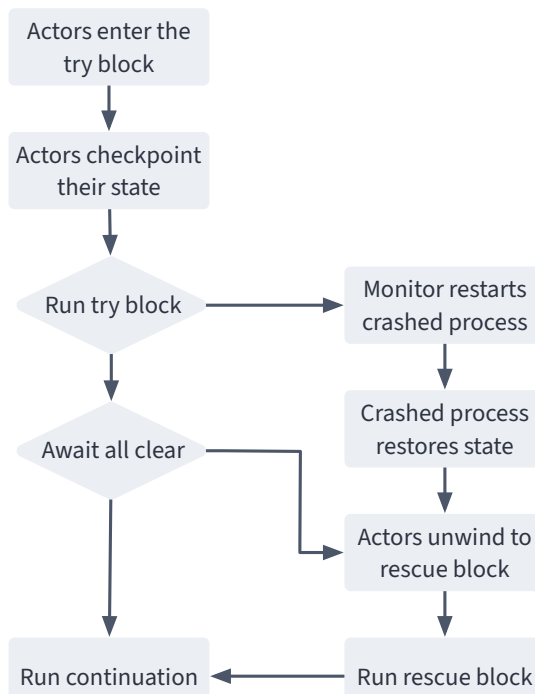 Actors enter the
try block
Actors checkpoint
their state
Run try block
Monitor restarts
crashed process
Await all clear
Crashed process
restores state
Actors unwind to
rescue block
Run continuation
Run rescue block